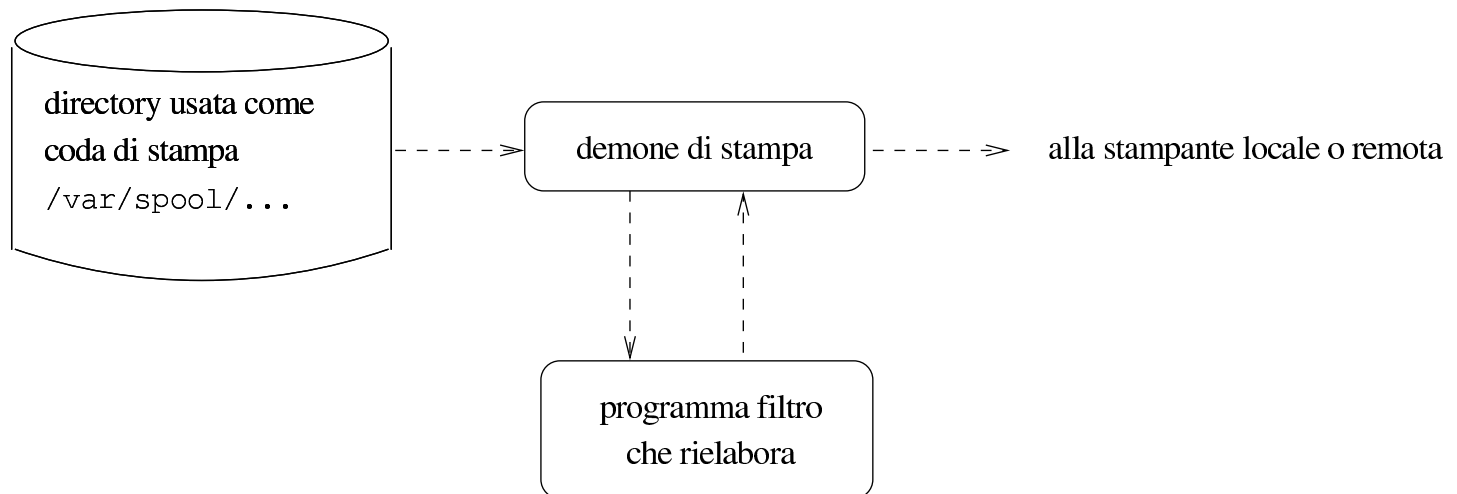 directory usata come
coda di stampa
/var/spool/...
demone di stampa
alla stampante locale o remota
programma filtro
che rielabora